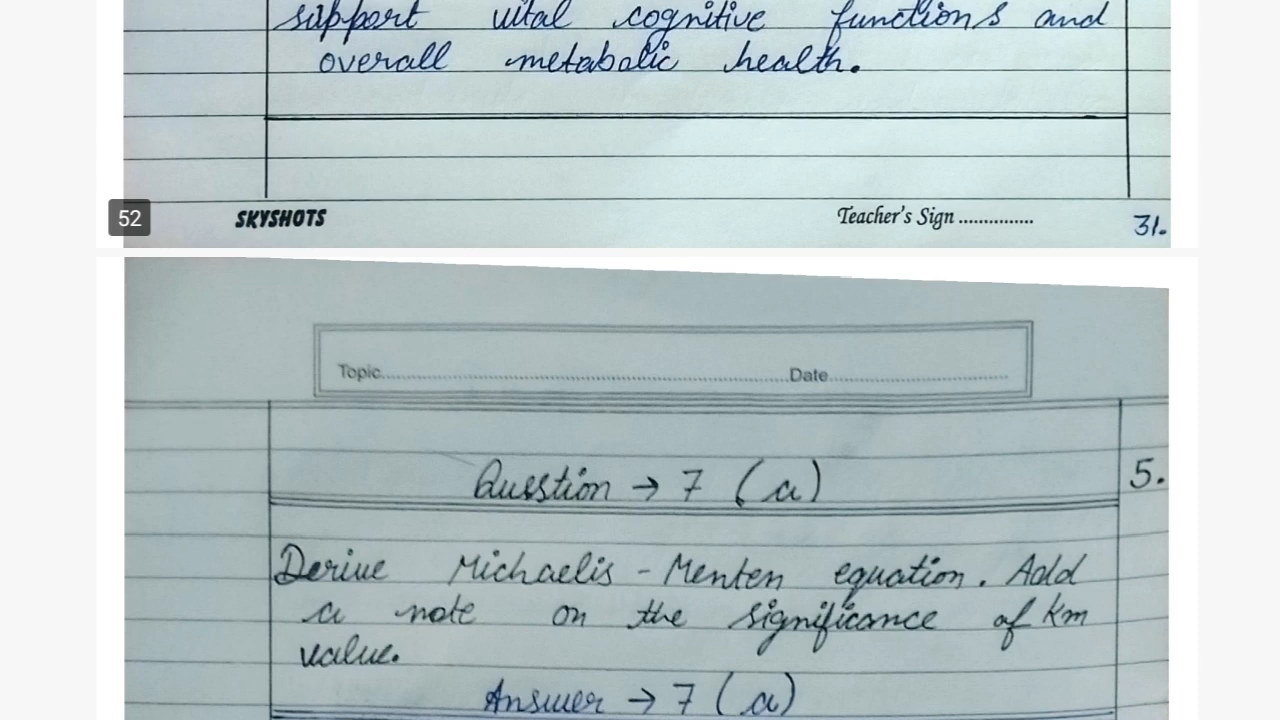 support vital cognitive functions and
overall metabolic health.
52
SKYSHOTS
Teacher's Sign ...............
31.
Topic.......................................Date.......................
Question → 7 (a)
5.
Derive Michaelis - Menten equation. Add
a note on the significance of Km
value.
Answer → 7 (a)